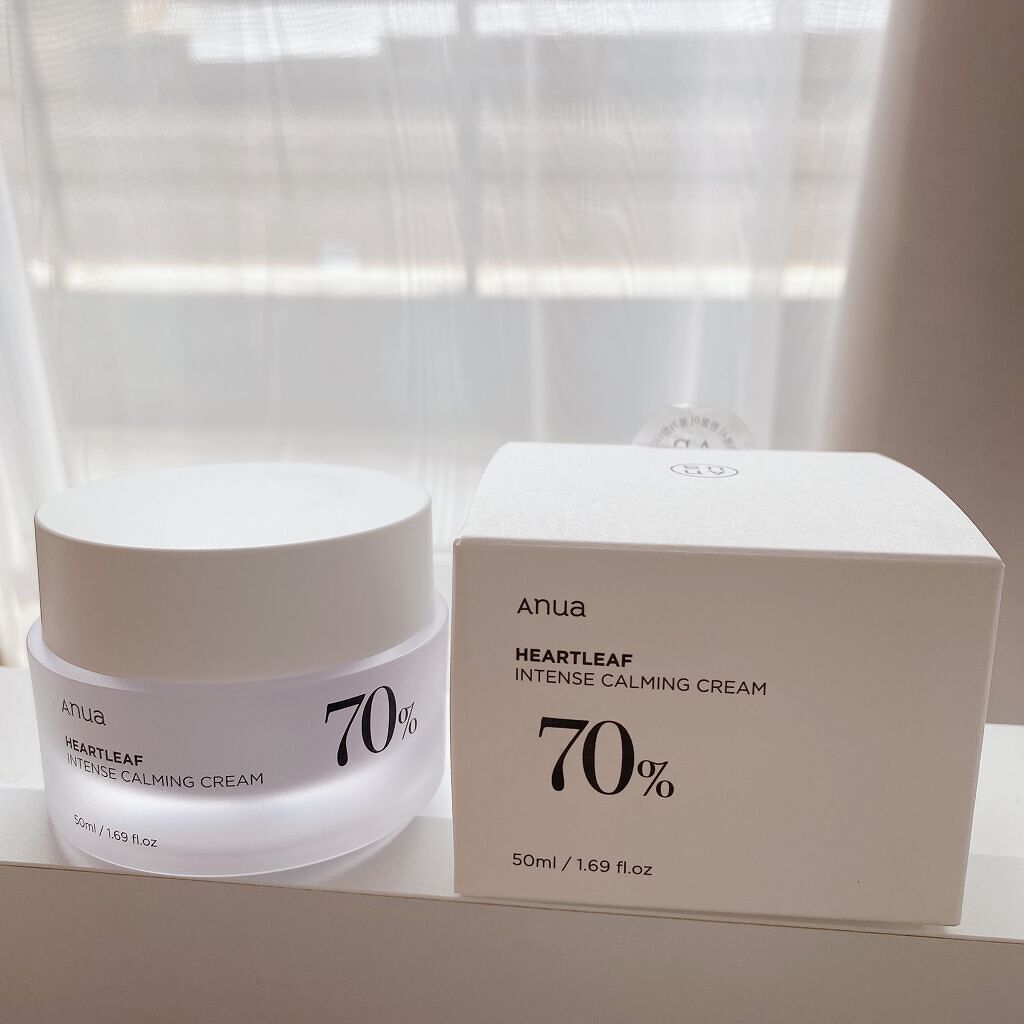 Anua
HEARTLEAF
INTENSE CALMING CREAM
70%
50ml / 1.69 fl.oz
Anua
HEARTLEAF
INTENSE CALMING CREAM
70%
50ml / 1.69 fl.oz